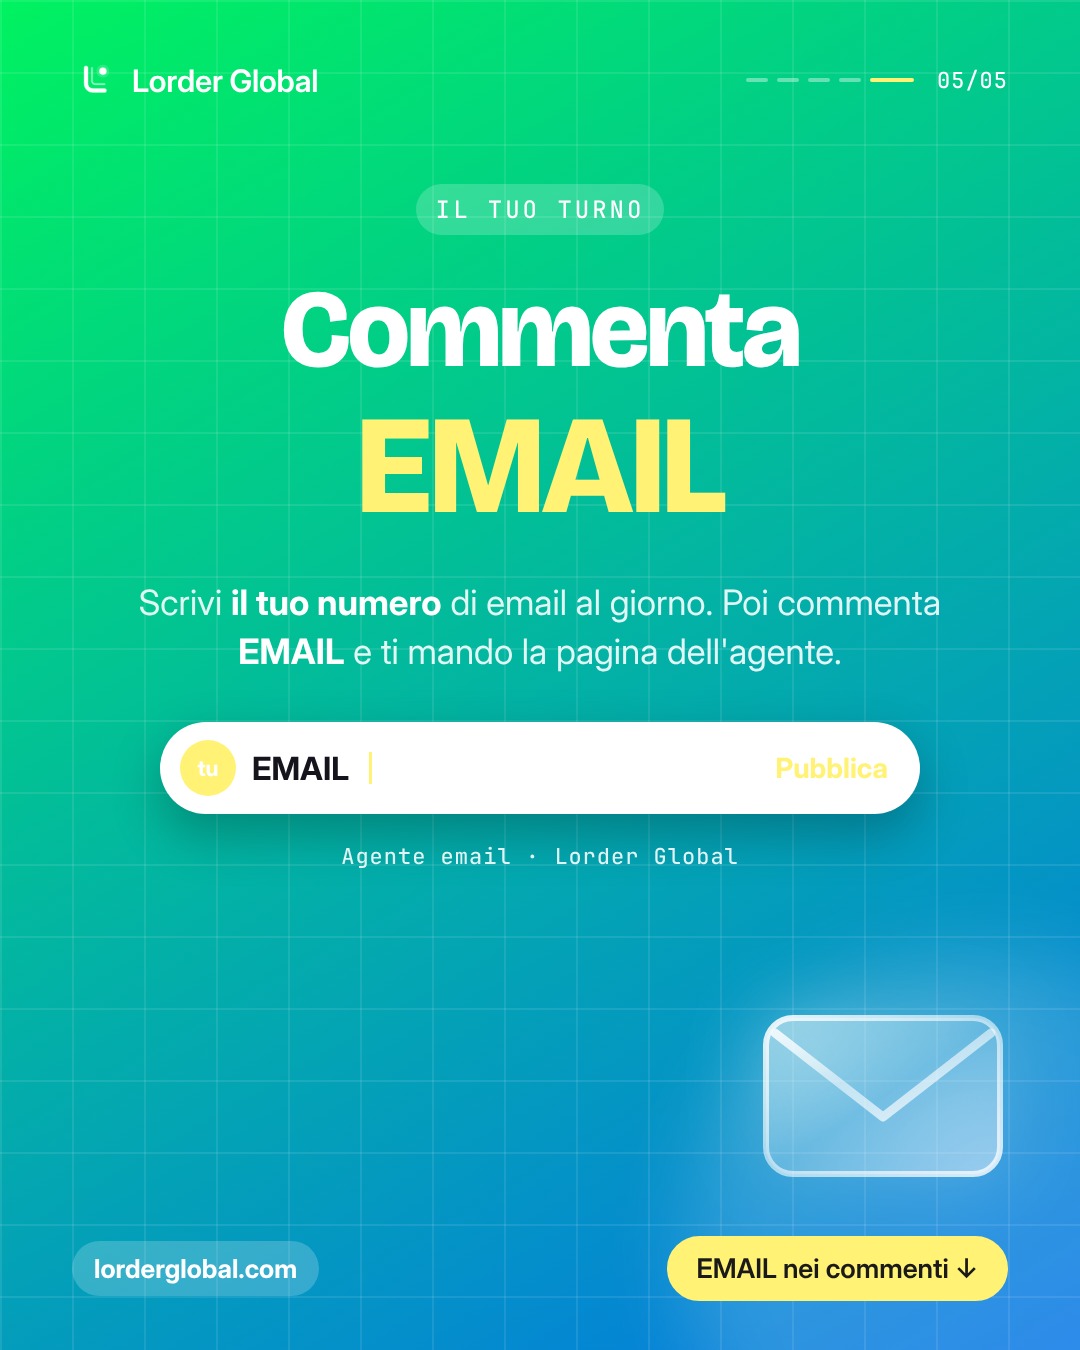 Lorder Global
05/05
IL TUO TURNO
Commenta
EMAIL
Scrivi il tuo numero di email al giorno. Poi commenta
EMAIL e ti mando la pagina dell'agente.
tu EMAIL Pubblica
Agente email · Lorder Global
lorderglobal.com
EMAIL nei commenti ↓